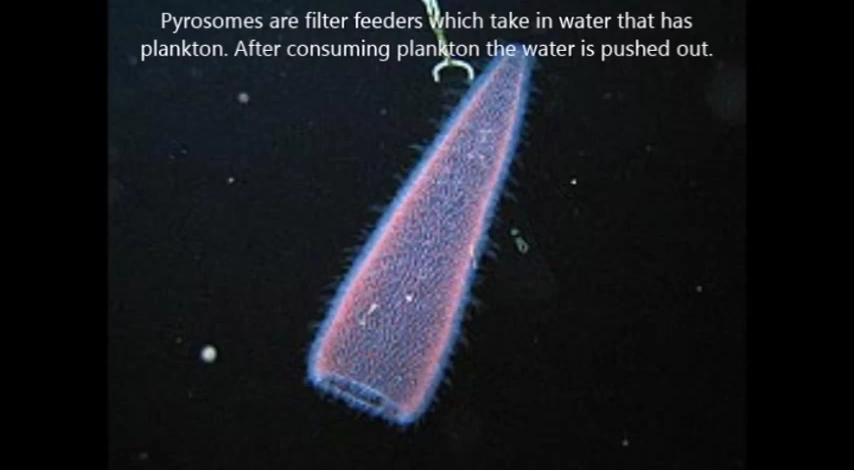 Pyrosomes are filter feeders which take in water that has
plankton. After consuming plankton the water is pushed out.